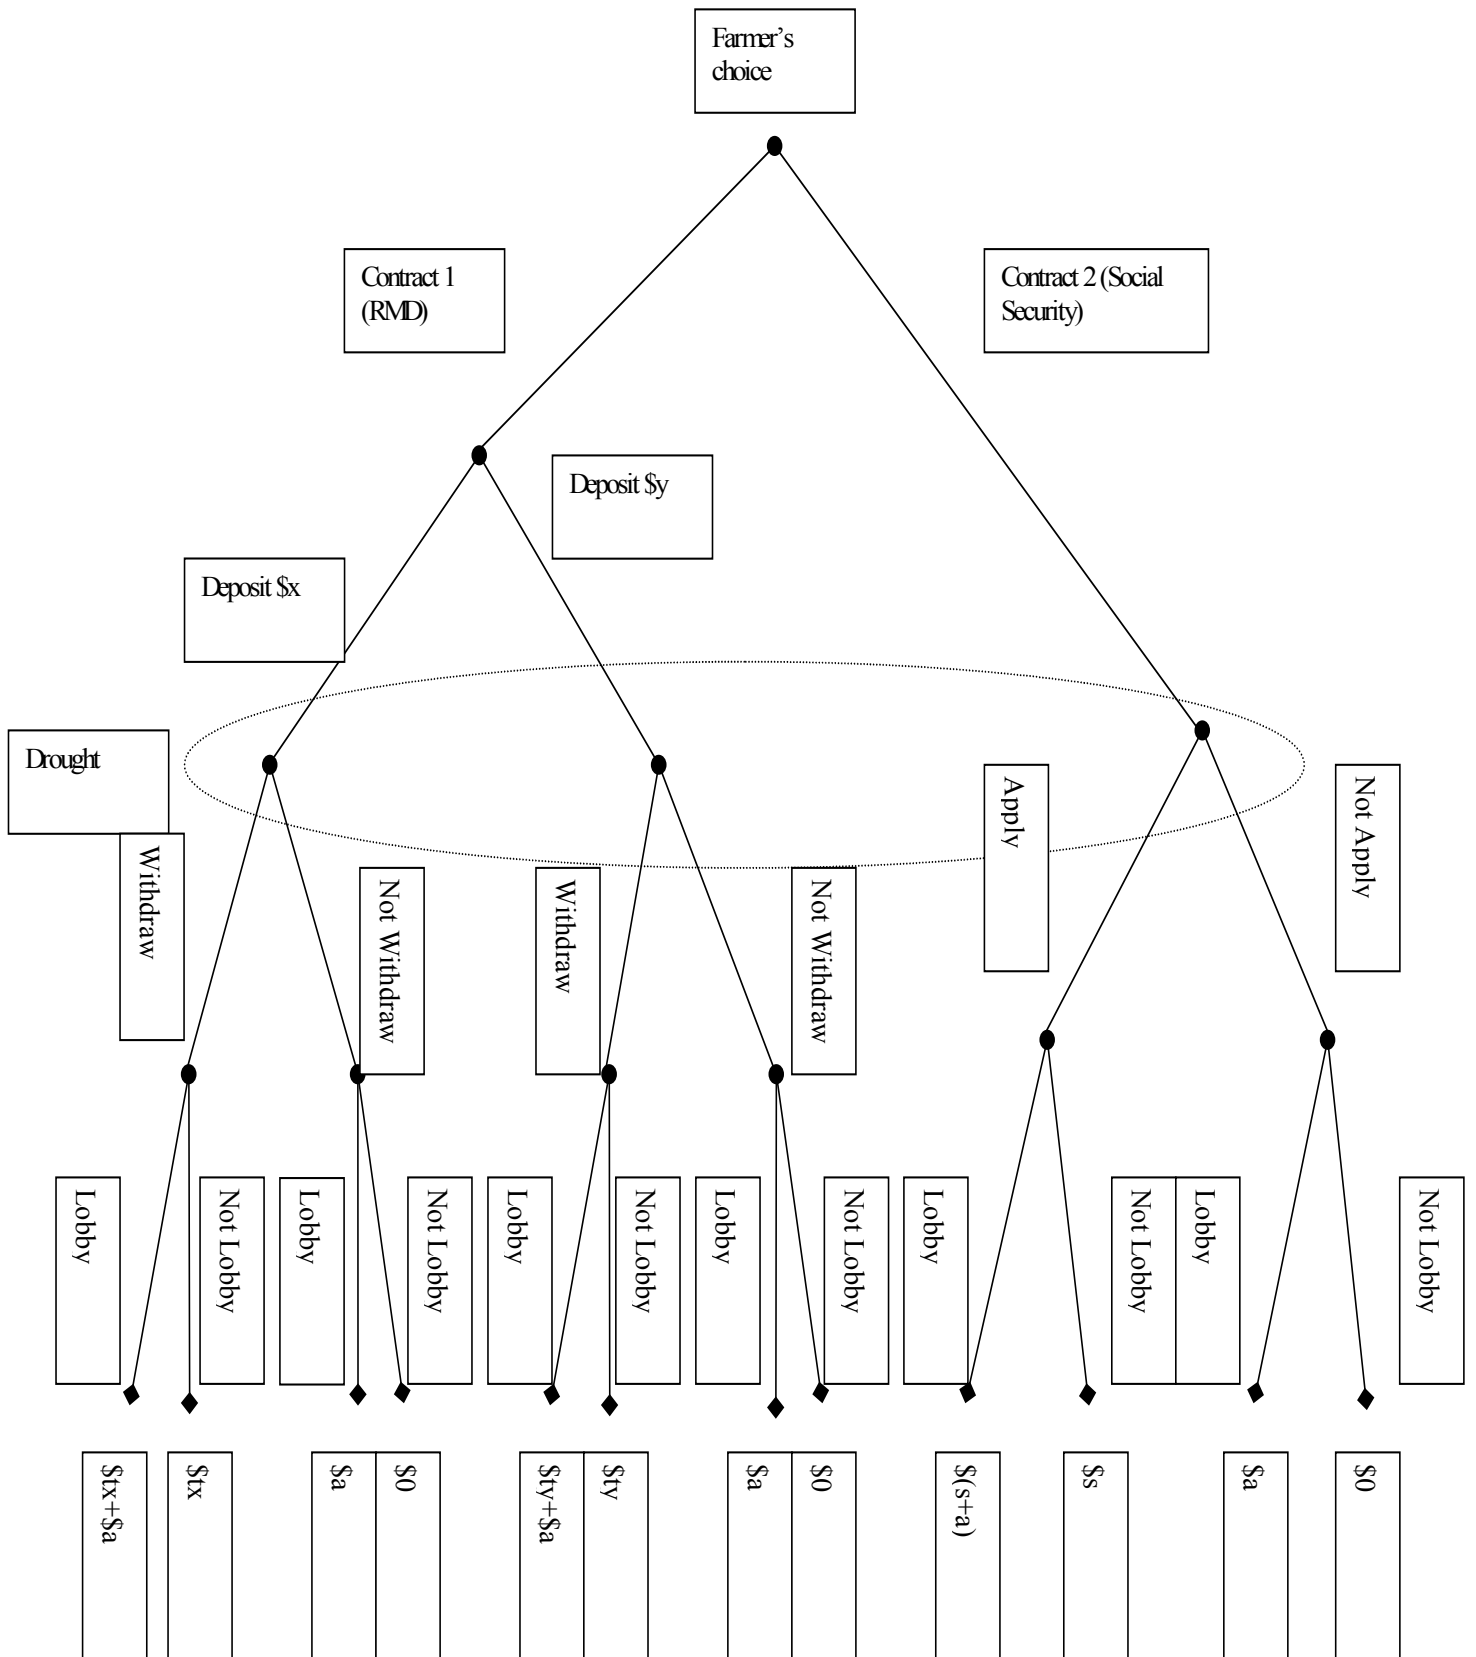 Farmer's
choice
Contract 1
(RMD)
Contract 2 (Social
Security)
Deposit $y
Deposit $x
Drought
Withdraw
Not Withdraw
Withdraw
Not Withdraw
Apply
Not Apply
Lobby
Not Lobby
Lobby
Not Lobby
Lobby
Not Lobby
Lobby
Not Lobby
Lobby
Not Lobby
Lobby
Not Lobby
$tx+$a
$tx
$a
$0
$ty+$a
$ty
$a
$0
$(s+a)
$s
$a
$0